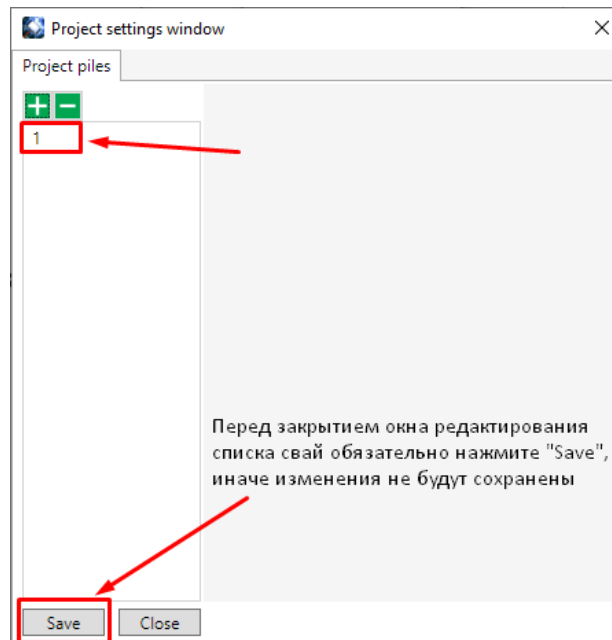 Project settings window
Project piles
1
Перед закрытием окна редактирования
списка свай обязательно нажмите "Save",
иначе изменения не будут сохранены
Save Close